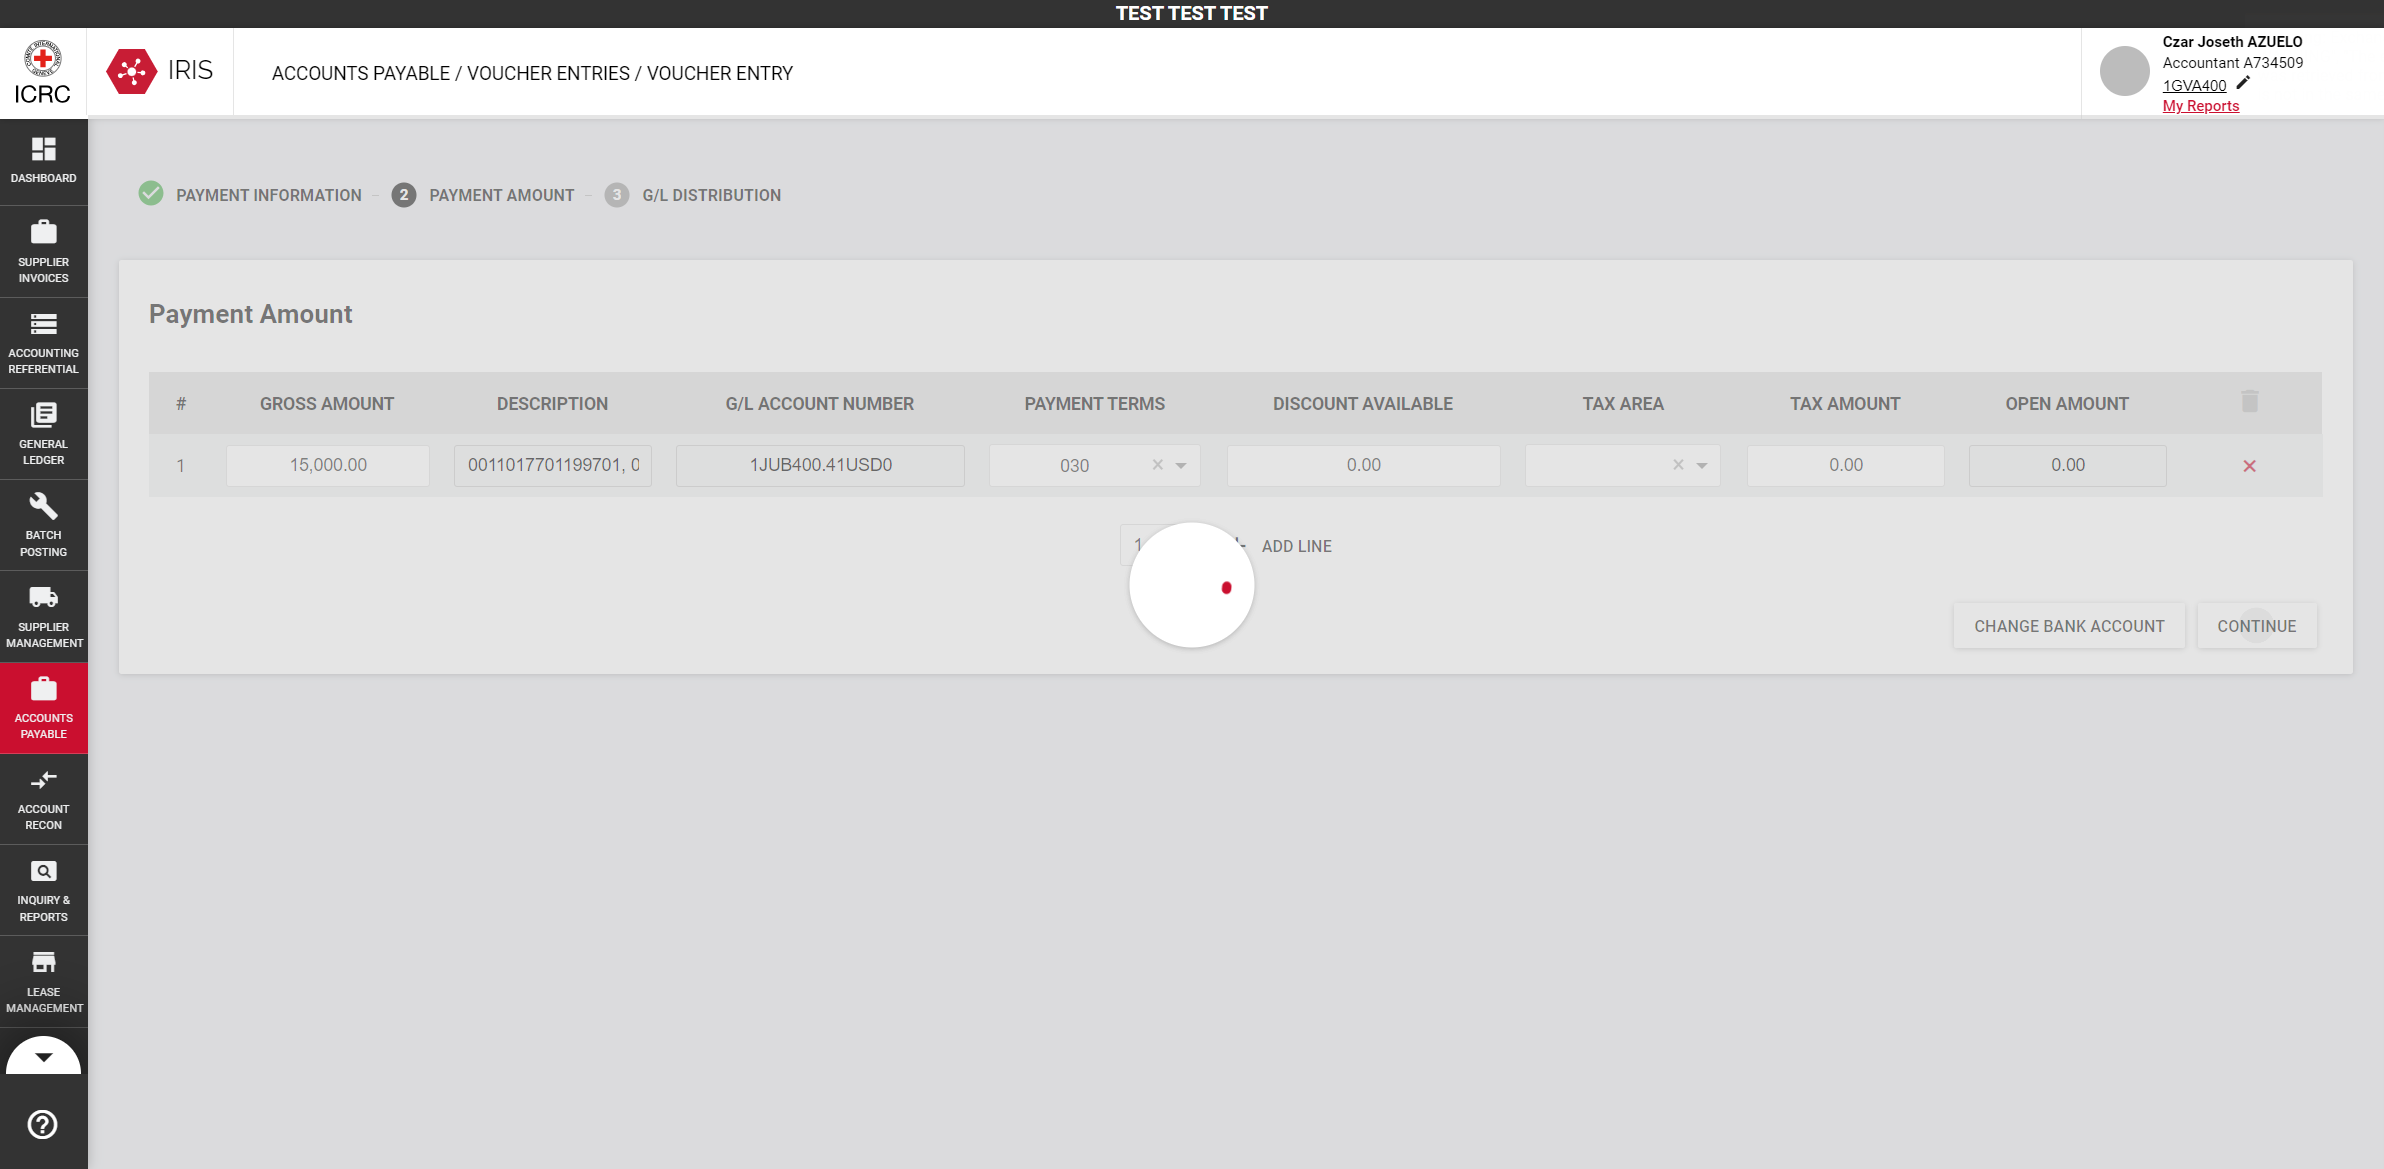 TEST TEST TEST
ICRC
IRIS
ACCOUNTS PAYABLE / VOUCHER ENTRIES / VOUCHER ENTRY
Czar Joseth AZUELO
Accountant A734509
1GVA400
My Reports
DASHBOARD
SUPPLIER
INVOICES
ACCOUNTING
REFERENTIAL
GENERAL
LEDGER
BATCH
POSTING
SUPPLIER
MANAGEMENT
ACCOUNTS
PAYABLE
ACCOUNT
RECON
INQUIRY &
REPORTS
LEASE
MANAGEMENT
PAYMENT INFORMATION - 2 PAYMENT AMOUNT - 3 G/L DISTRIBUTION
Payment Amount
# GROSS AMOUNT DESCRIPTION G/L ACCOUNT NUMBER PAYMENT TERMS DISCOUNT AVAILABLE TAX AREA TAX AMOUNT OPEN AMOUNT
1 15,000.00 0011017701199701, 0 1JUB400.41USD0 030 0.00 0.00 0.00
1 ADD LINE
CHANGE BANK ACCOUNT CONTINUE